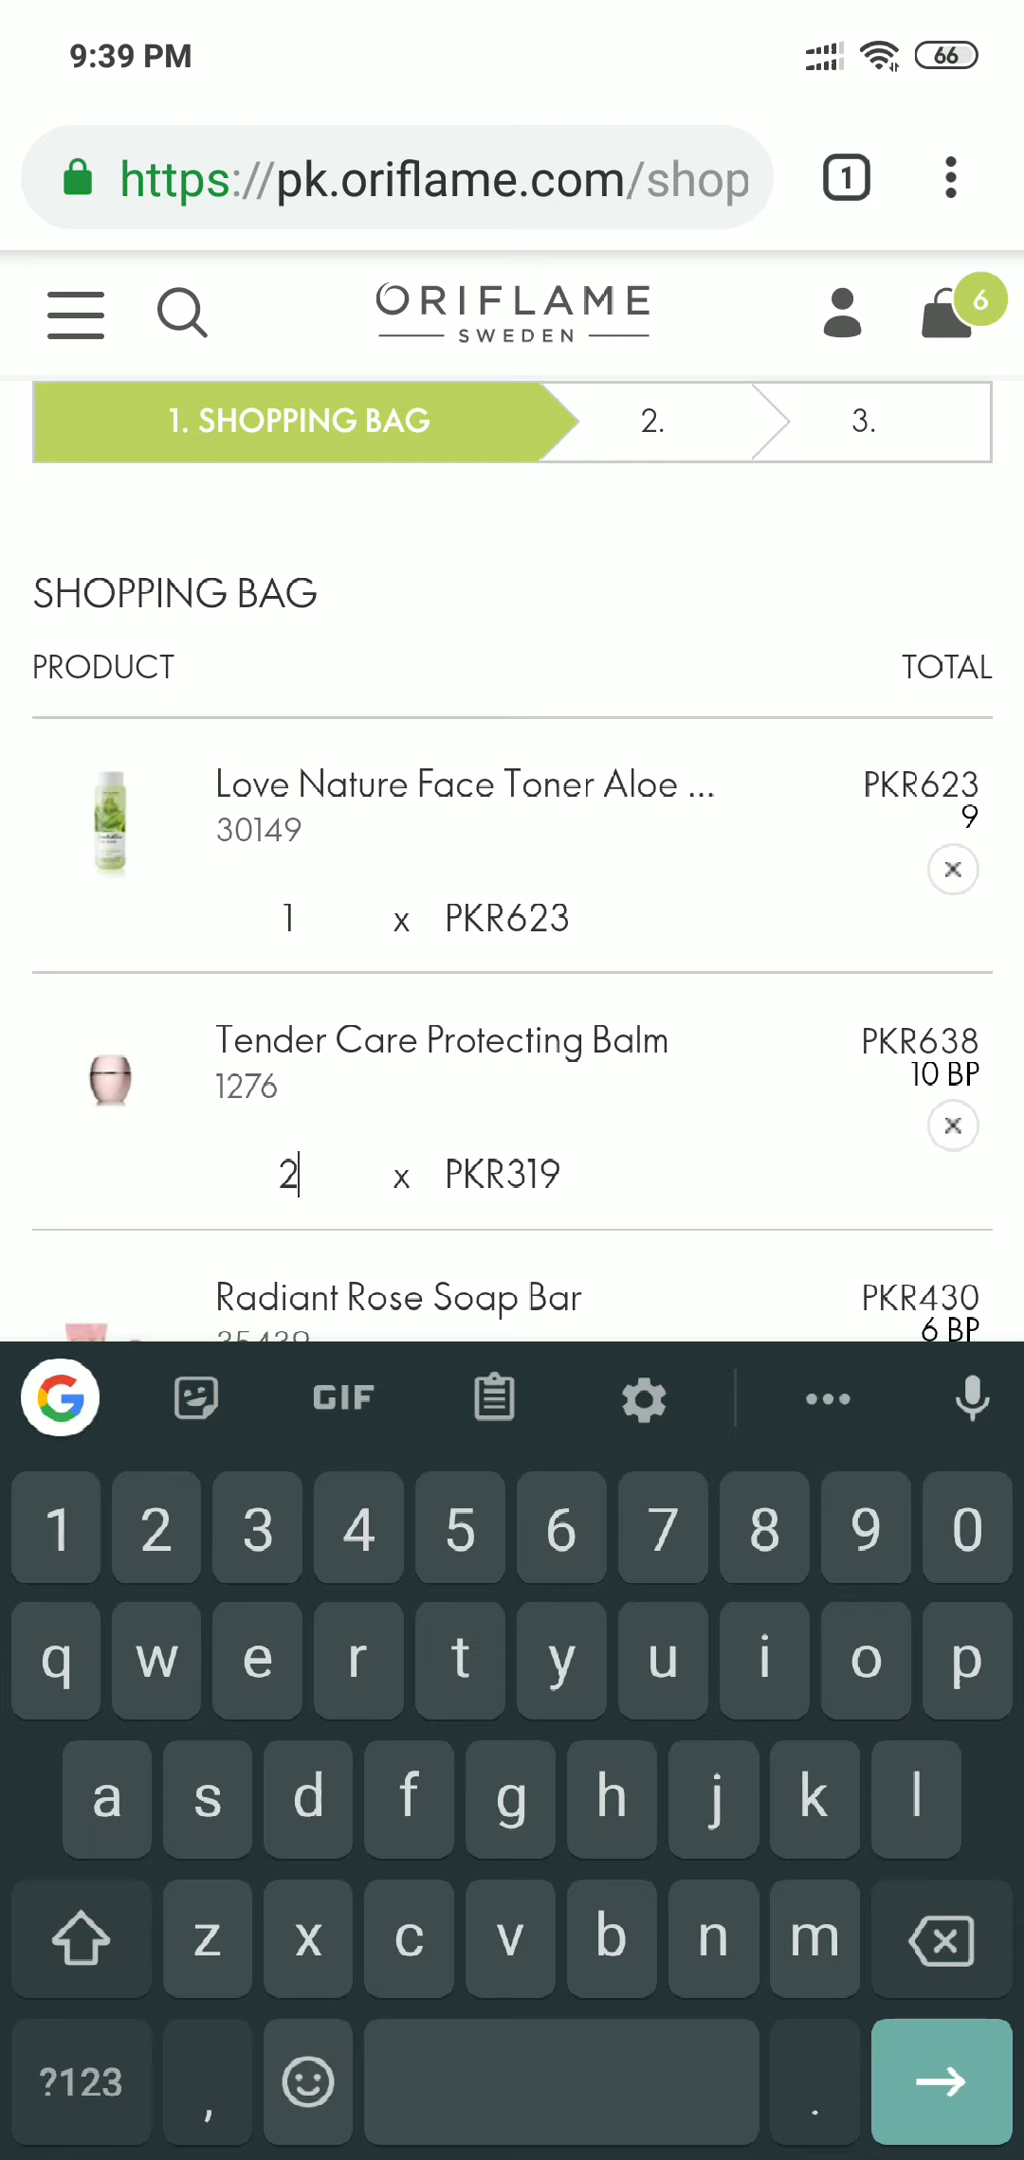 9:39 PM
66
https://pk.oriflame.com/shop
1
ORIFLAME
SWEDEN
6
1. SHOPPING BAG
2.
3.
SHOPPING BAG
PRODUCT TOTAL
Love Nature Face Toner Aloe ... PKR623
9
30149
1 x PKR623
Tender Care Protecting Balm PKR638
10 BP
1276
2 x PKR319
Radiant Rose Soap Bar PKR430
6 BP
35439
G GIF
1 2 3 4 5 6 7 8 9 0
q w e r t y u i o p
a s d f g h j k l
z x c v b n m
?123 , .